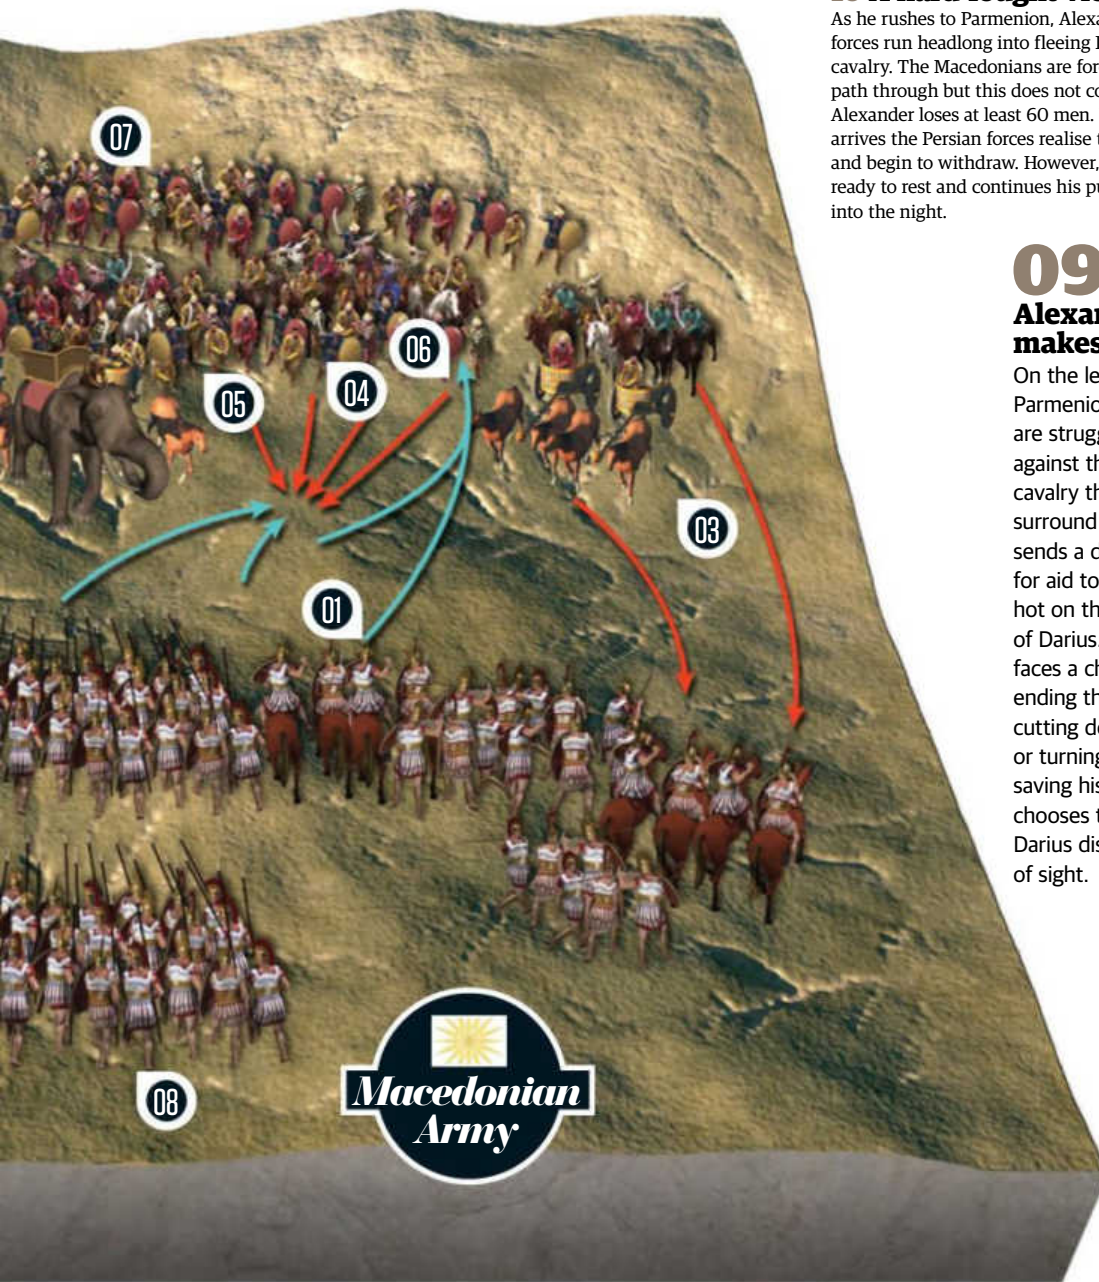 As he rushes to Parmenion, Alexa
forces run headlong into fleeing
cavalry. The Macedonians are for
path through but this does not co
Alexander loses at least 60 men.
arrives the Persian forces realise t
and begin to withdraw. However,
ready to rest and continues his pu
into the night.
09
Alexan
makes
On the le
Parmenio
are strugg
against th
cavalry th
surround
sends a d
for aid to
hot on th
of Darius.
faces a ch
ending th
cutting do
or turning
saving his
chooses t
Darius dis
of sight.
07
06
05
04
03
01
08
Macedonian
Army